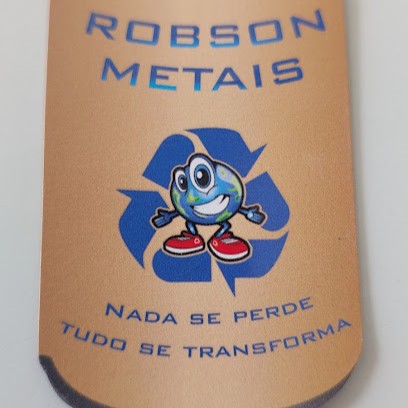 ROBSON
METAIS
NADA SE PERDE
TUDO SE TRANSFORMA